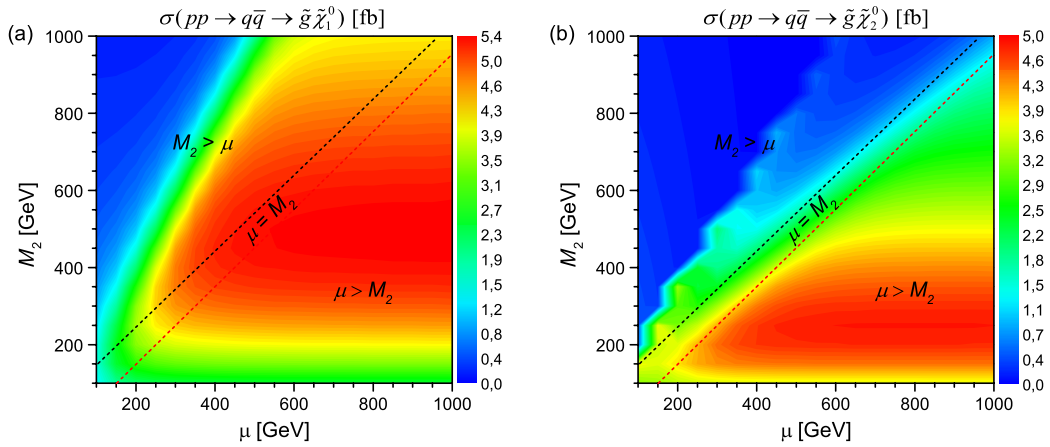 σ(pp → qq̅ → g̃χ̃₁⁰) [fb]
(a)
M₂ [GeV]
1000
800
600
400
200
200 400 600 800 1000
μ [GeV]
M₂ > μ
μ = M₂
μ > M₂
5,4
5,0
4,6
4,3
3,9
3,5
3,1
2,7
2,3
1,9
1,5
1,2
0,8
0,4
0,0
σ(pp → qq̅ → g̃χ̃₂⁰) [fb]
(b)
M₂ [GeV]
1000
800
600
400
200
200 400 600 800 1000
μ [GeV]
M₂ > μ
μ = M₂
μ > M₂
5,0
4,6
4,3
3,9
3,6
3,2
2,9
2,5
2,1
1,8
1,4
1,1
0,7
0,4
0,0